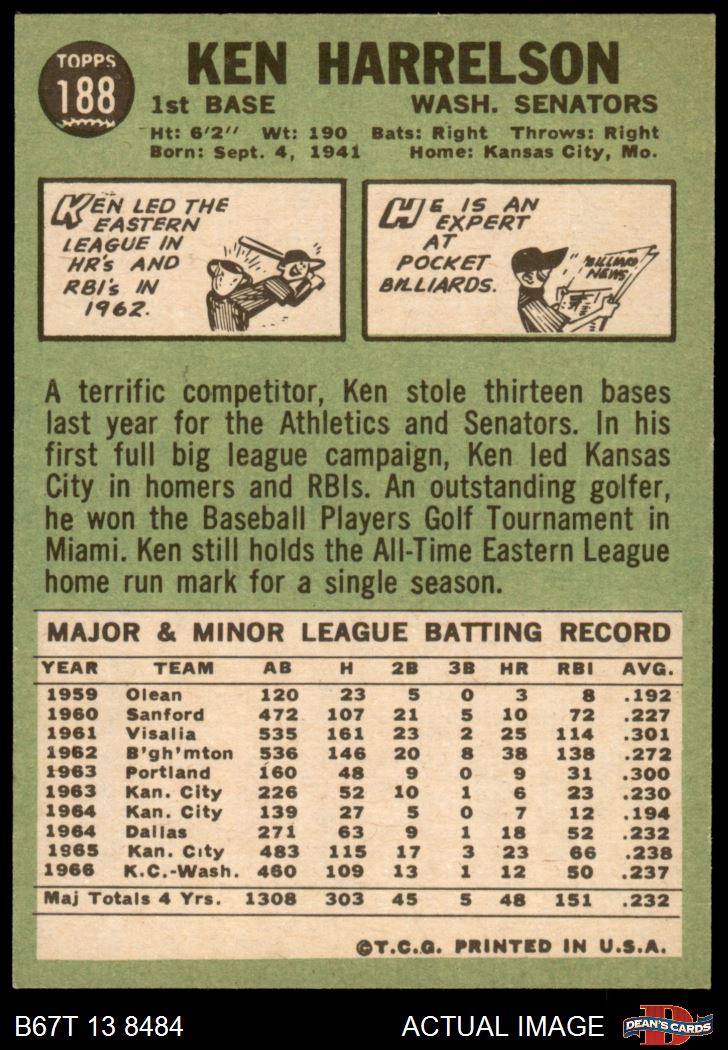 TOPPS
188
KEN HARRELSON
1st BASE WASH. SENATORS
Ht: 6'2" Wt: 190 Bats: Right Throws: Right
Born: Sept. 4, 1941 Home: Kansas City, Mo.
KEN LED THE
EASTERN
LEAGUE IN
HR's AND
RBI's IN
1962.
HE IS AN
EXPERT
AT
POCKET
BILLIARDS.
BILLIARD
NEWS
A terrific competitor, Ken stole thirteen bases
last year for the Athletics and Senators. In his
first full big league campaign, Ken led Kansas
City in homers and RBIs. An outstanding golfer,
he won the Baseball Players Golf Tournament in
Miami. Ken still holds the All-Time Eastern League
home run mark for a single season.
MAJOR & MINOR LEAGUE BATTING RECORD
YEAR TEAM AB H 2B 3B HR RBI AVG.
1959 Olean 120 23 5 0 3 8 .192
1960 Sanford 472 107 21 5 10 72 .227
1961 Visalia 535 161 23 2 25 114 .301
1962 B'gh'mton 536 146 20 8 38 138 .272
1963 Portland 160 48 9 0 9 31 .300
1963 Kan. City 226 52 10 1 6 23 .230
1964 Kan. City 139 27 5 0 7 12 .194
1964 Dallas 271 63 9 1 18 52 .232
1965 Kan. City 483 115 17 3 23 66 .238
1966 K.C.-Wash. 460 109 13 1 12 50 .237
Maj Totals 4 Yrs. 1308 303 45 5 48 151 .232
©T.C.G. PRINTED IN U.S.A.
B67T 13 8484 ACTUAL IMAGE
D
DEAN'S CARDS